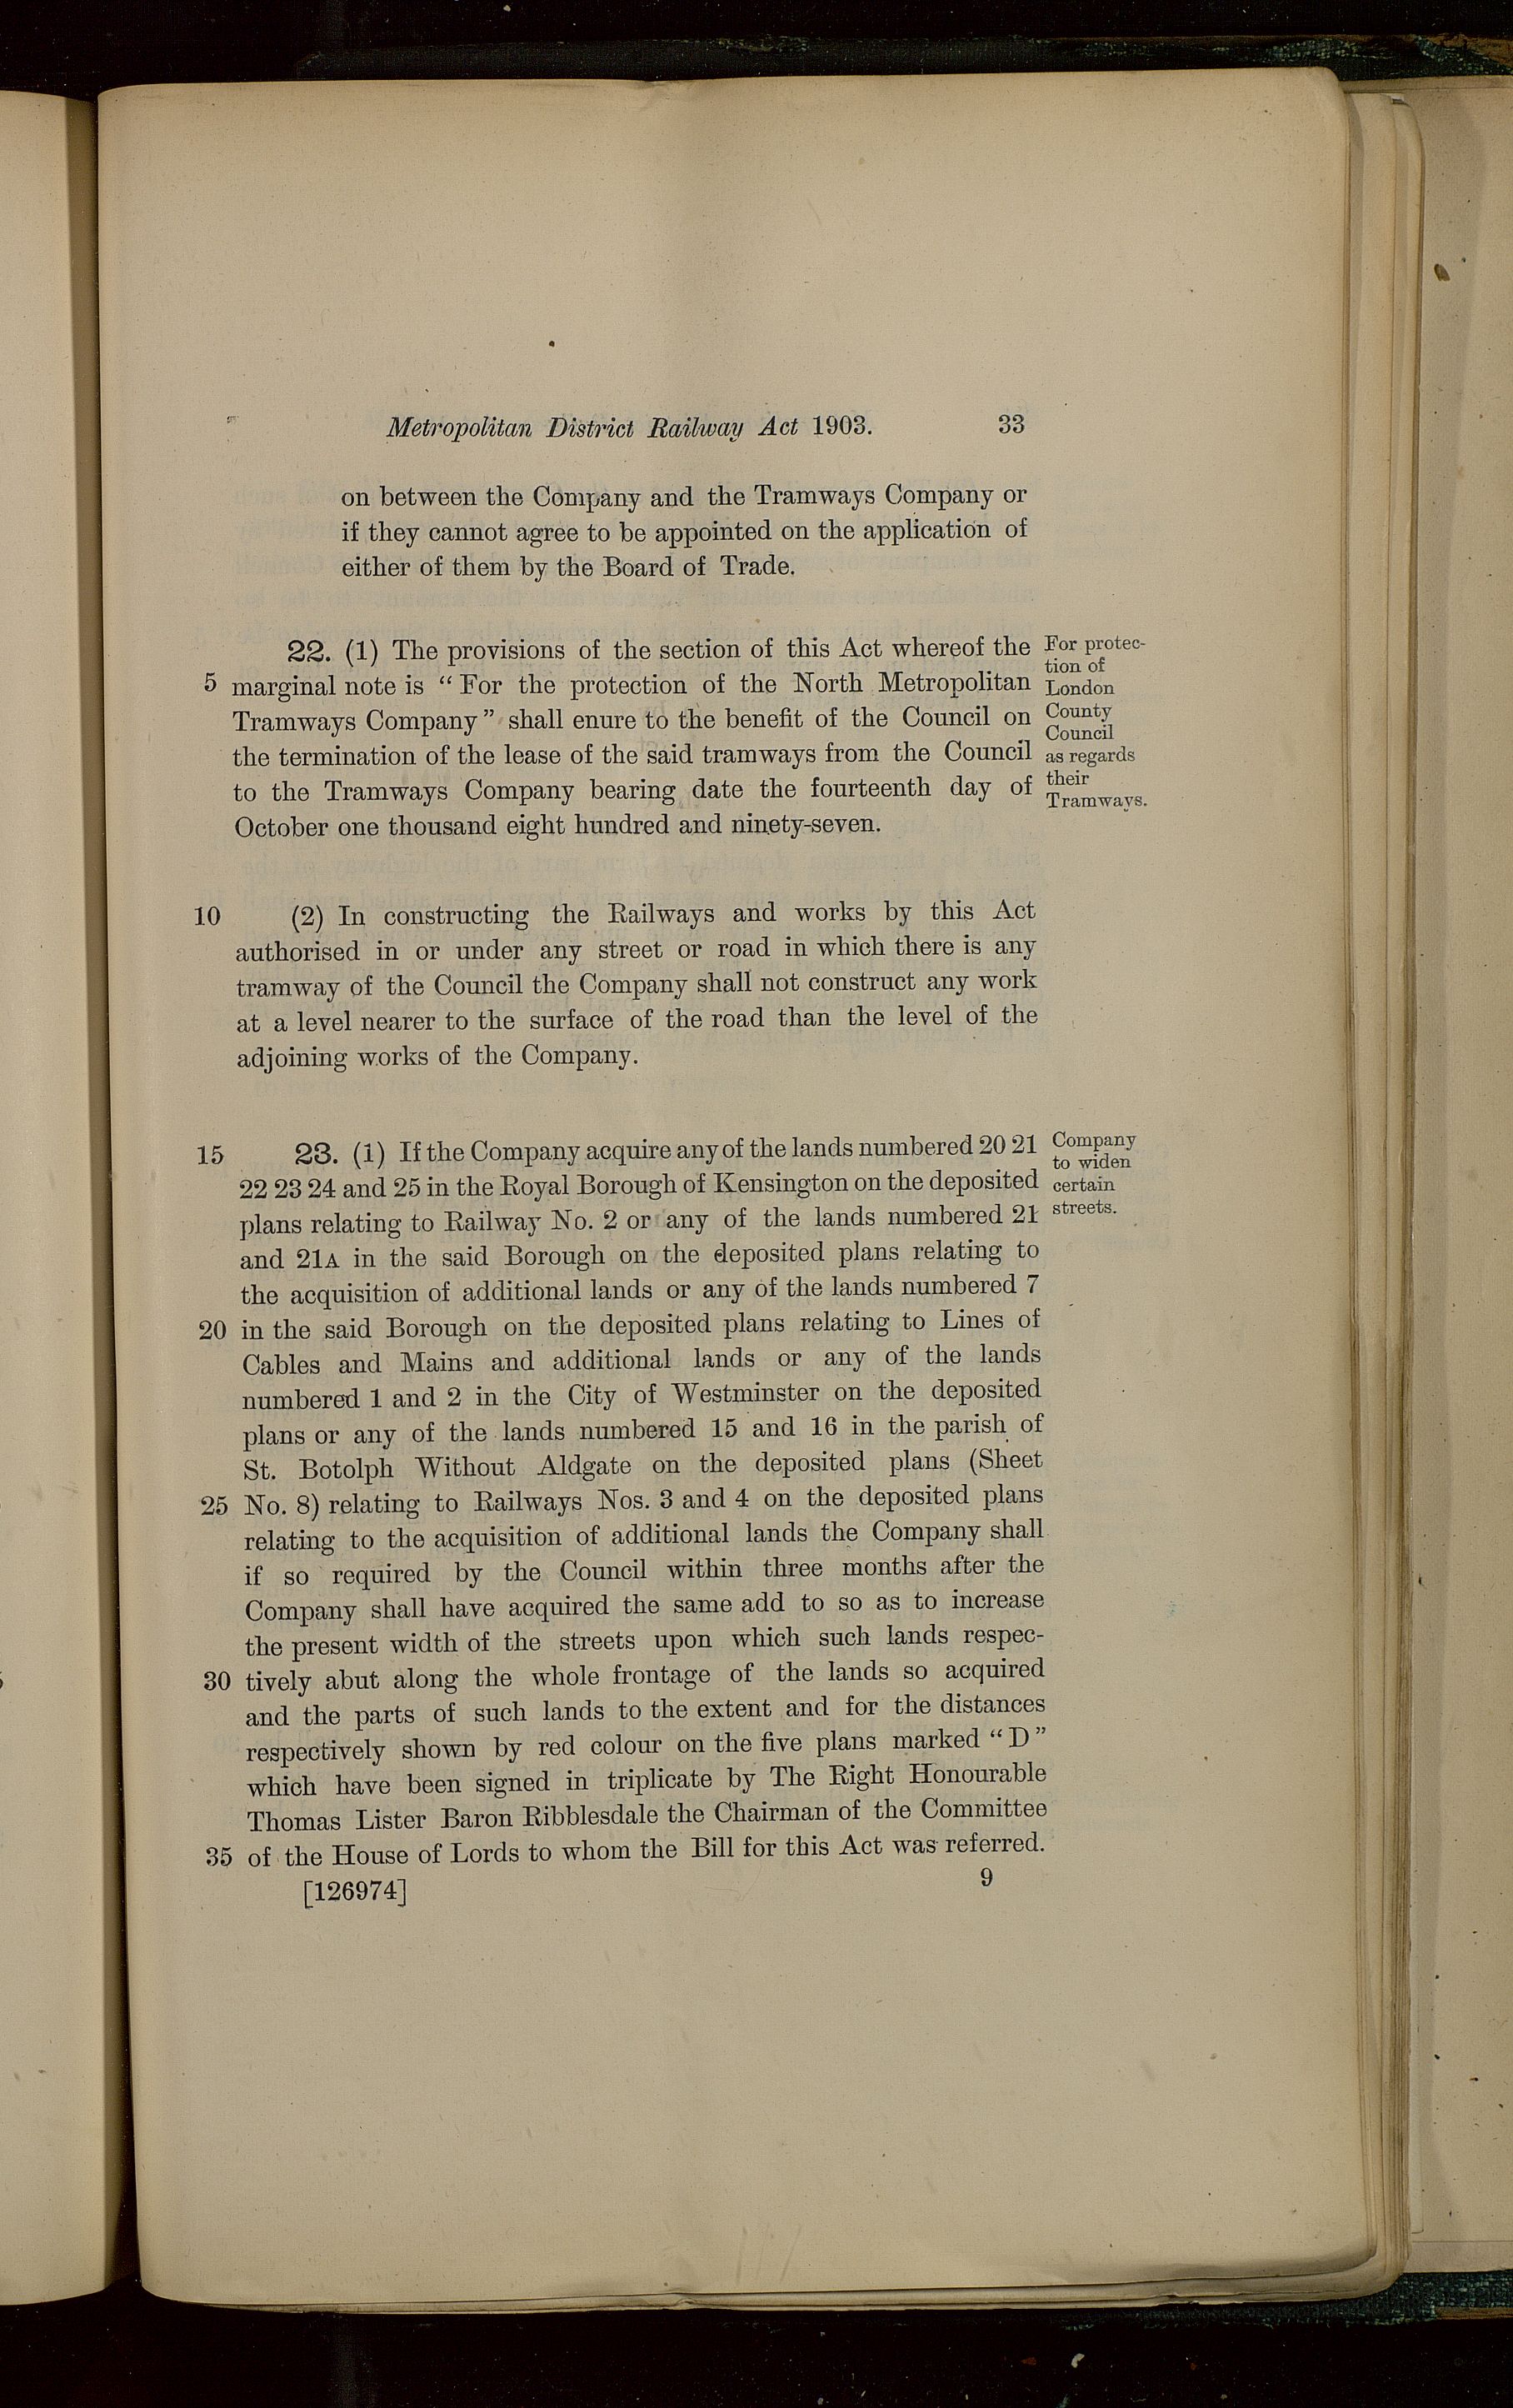 Metropolitan District Railway Act 1903. 33
on between the Company and the Tramways Company or
if they cannot agree to be appointed on the application of
either of them by the Board of Trade.
22. (1) The provisions of the section of this Act whereof the
5 marginal note is “For the protection of the North Metropolitan
Tramways Company” shall enure to the benefit of the Council on
the termination of the lease of the said tramways from the Council
to the Tramways Company bearing date the fourteenth day of
October one thousand eight hundred and ninety-seven.
For protec-
tion of
London
County
Council
as regards
their
Tramways.
10 (2) In constructing the Railways and works by this Act
authorised in or under any street or road in which there is any
tramway of the Council the Company shall not construct any work
at a level nearer to the surface of the road than the level of the
adjoining works of the Company.
15 23. (1) If the Company acquire any of the lands numbered 20 21
22 23 24 and 25 in the Royal Borough of Kensington on the deposited
plans relating to Railway No. 2 or any of the lands numbered 21
and 21A in the said Borough on the deposited plans relating to
the acquisition of additional lands or any of the lands numbered 7
20 in the said Borough on the deposited plans relating to Lines of
Cables and Mains and additional lands or any of the lands
numbered 1 and 2 in the City of Westminster on the deposited
plans or any of the lands numbered 15 and 16 in the parish of
St. Botolph Without Aldgate on the deposited plans (Sheet
25 No. 8) relating to Railways Nos. 3 and 4 on the deposited plans
relating to the acquisition of additional lands the Company shall
if so required by the Council within three months after the
Company shall have acquired the same add to so as to increase
the present width of the streets upon which such lands respec-
30 tively abut along the whole frontage of the lands so acquired
and the parts of such lands to the extent and for the distances
respectively shown by red colour on the five plans marked “D”
which have been signed in triplicate by The Right Honourable
Thomas Lister Baron Ribblesdale the Chairman of the Committee
35 of the House of Lords to whom the Bill for this Act was referred.
Company
to widen
certain
streets.
[126974] 9